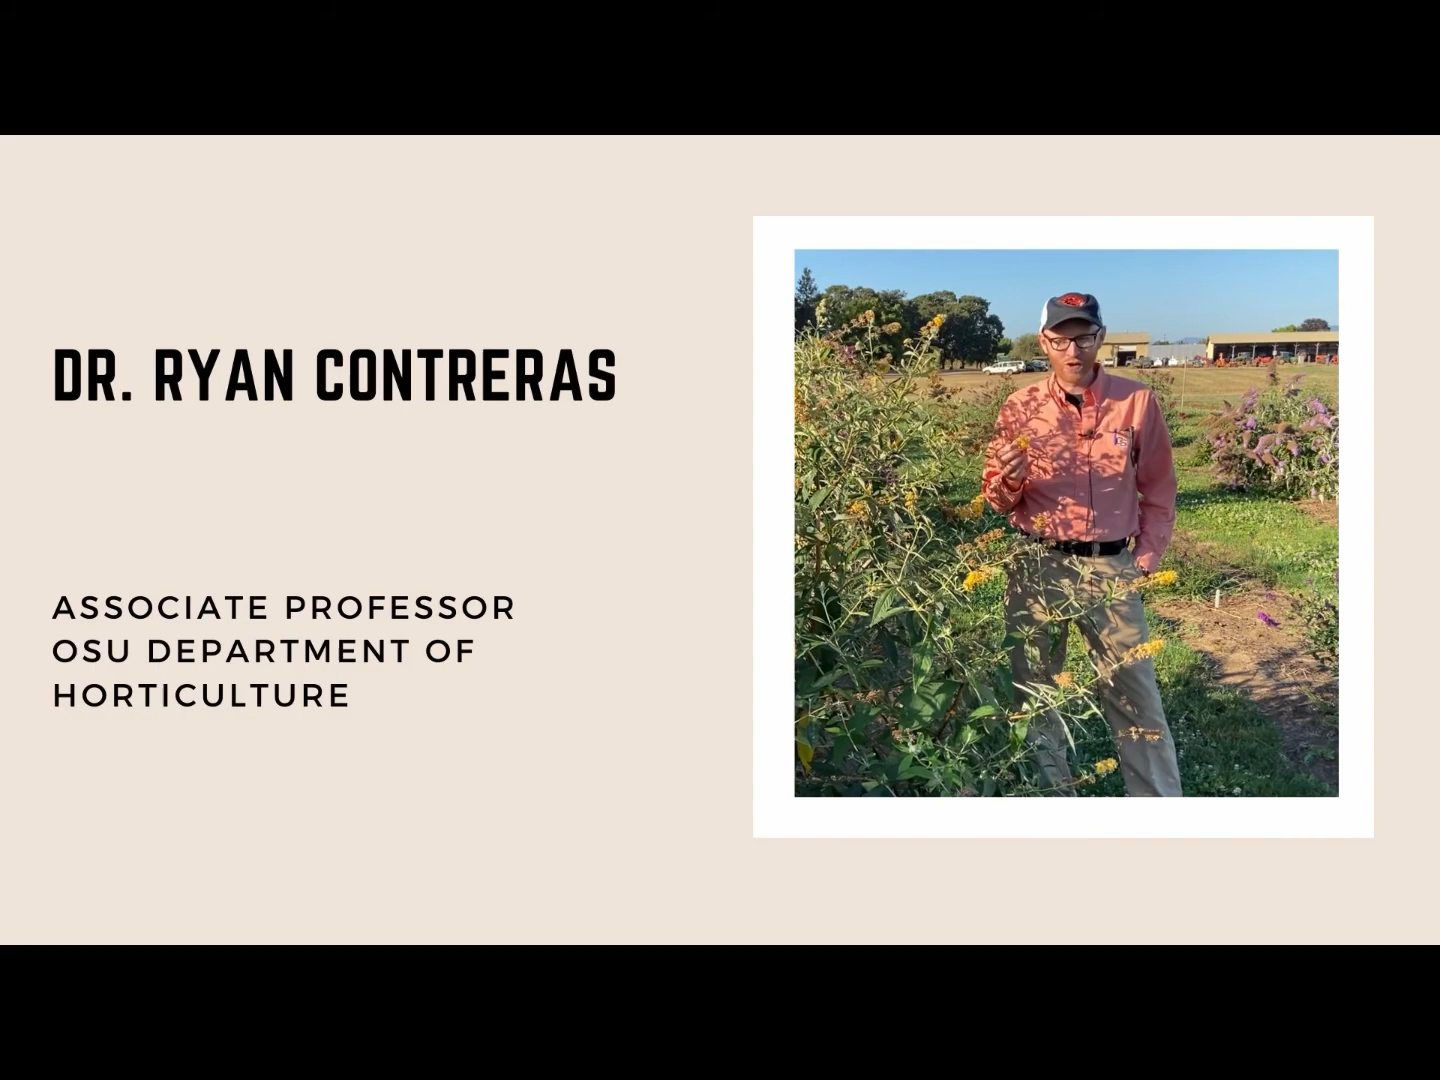 DR. RYAN CONTRERAS
ASSOCIATE PROFESSOR
OSU DEPARTMENT OF
HORTICULTURE